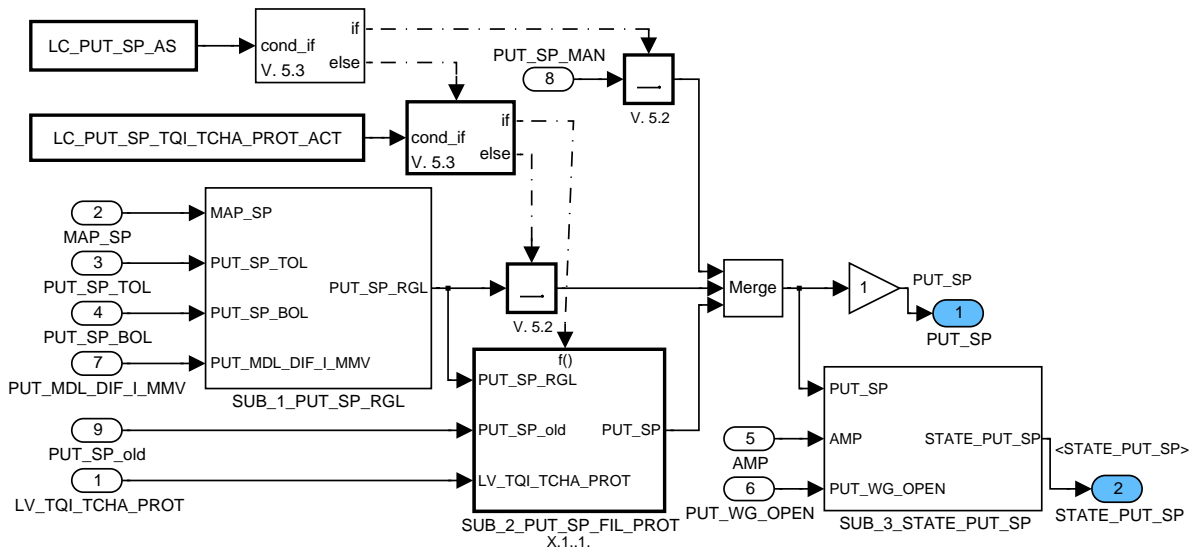 LC_PUT_SP_AS
cond_if
if
else
V. 5.3
PUT_SP_MAN
8
V. 5.2
LC_PUT_SP_TQI_TCHA_PROT_ACT
cond_if
if
else
V. 5.3
2
MAP_SP
3
PUT_SP_TOL
4
PUT_SP_BOL
7
PUT_MDL_DIF_I_MMV
MAP_SP
PUT_SP_TOL
PUT_SP_BOL
PUT_MDL_DIF_I_MMV
PUT_SP_RGL
SUB_1_PUT_SP_RGL
V. 5.2
9
PUT_SP_old
1
LV_TQI_TCHA_PROT
f()
PUT_SP_RGL
PUT_SP_old
LV_TQI_TCHA_PROT
PUT_SP
SUB_2_PUT_SP_FIL_PROT
X.1..1.
Merge
1
PUT_SP
1
PUT_SP
5
AMP
6
PUT_WG_OPEN
PUT_SP
AMP
PUT_WG_OPEN
STATE_PUT_SP
SUB_3_STATE_PUT_SP
<STATE_PUT_SP>
2
STATE_PUT_SP